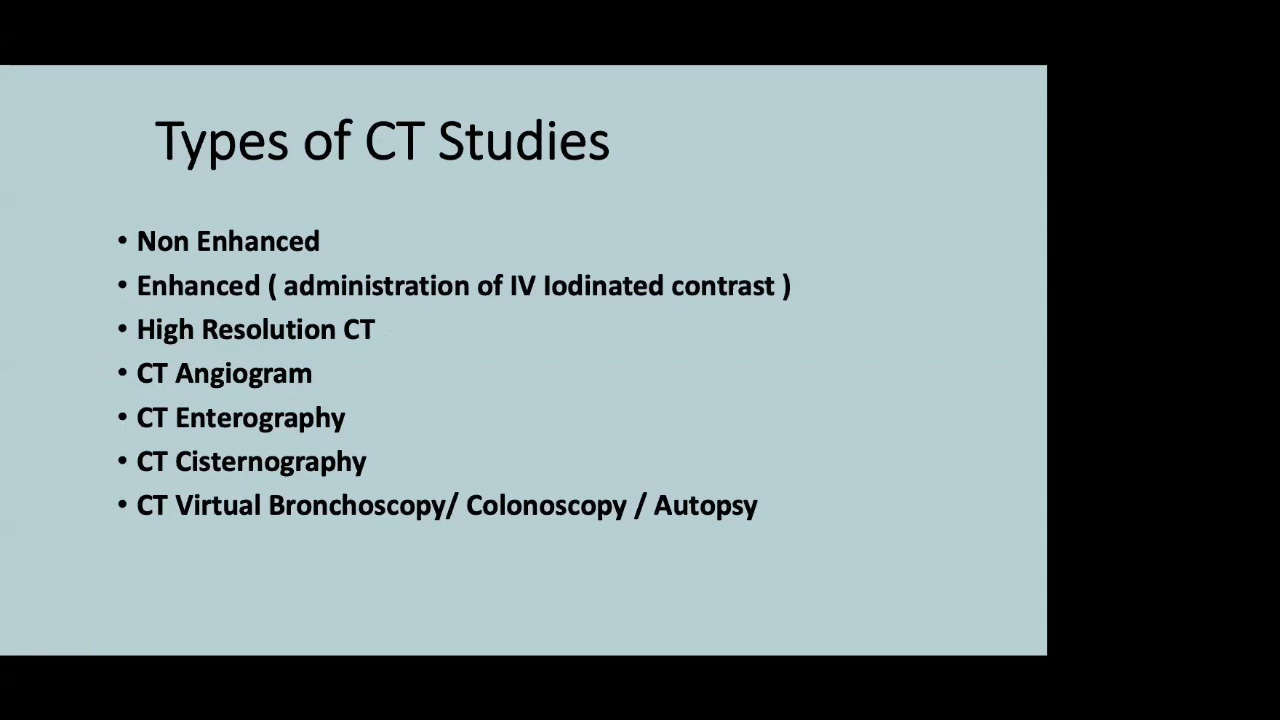 Types of CT Studies
• Non Enhanced
• Enhanced ( administration of IV Iodinated contrast )
• High Resolution CT
• CT Angiogram
• CT Enterography
• CT Cisternography
• CT Virtual Bronchoscopy/ Colonoscopy / Autopsy